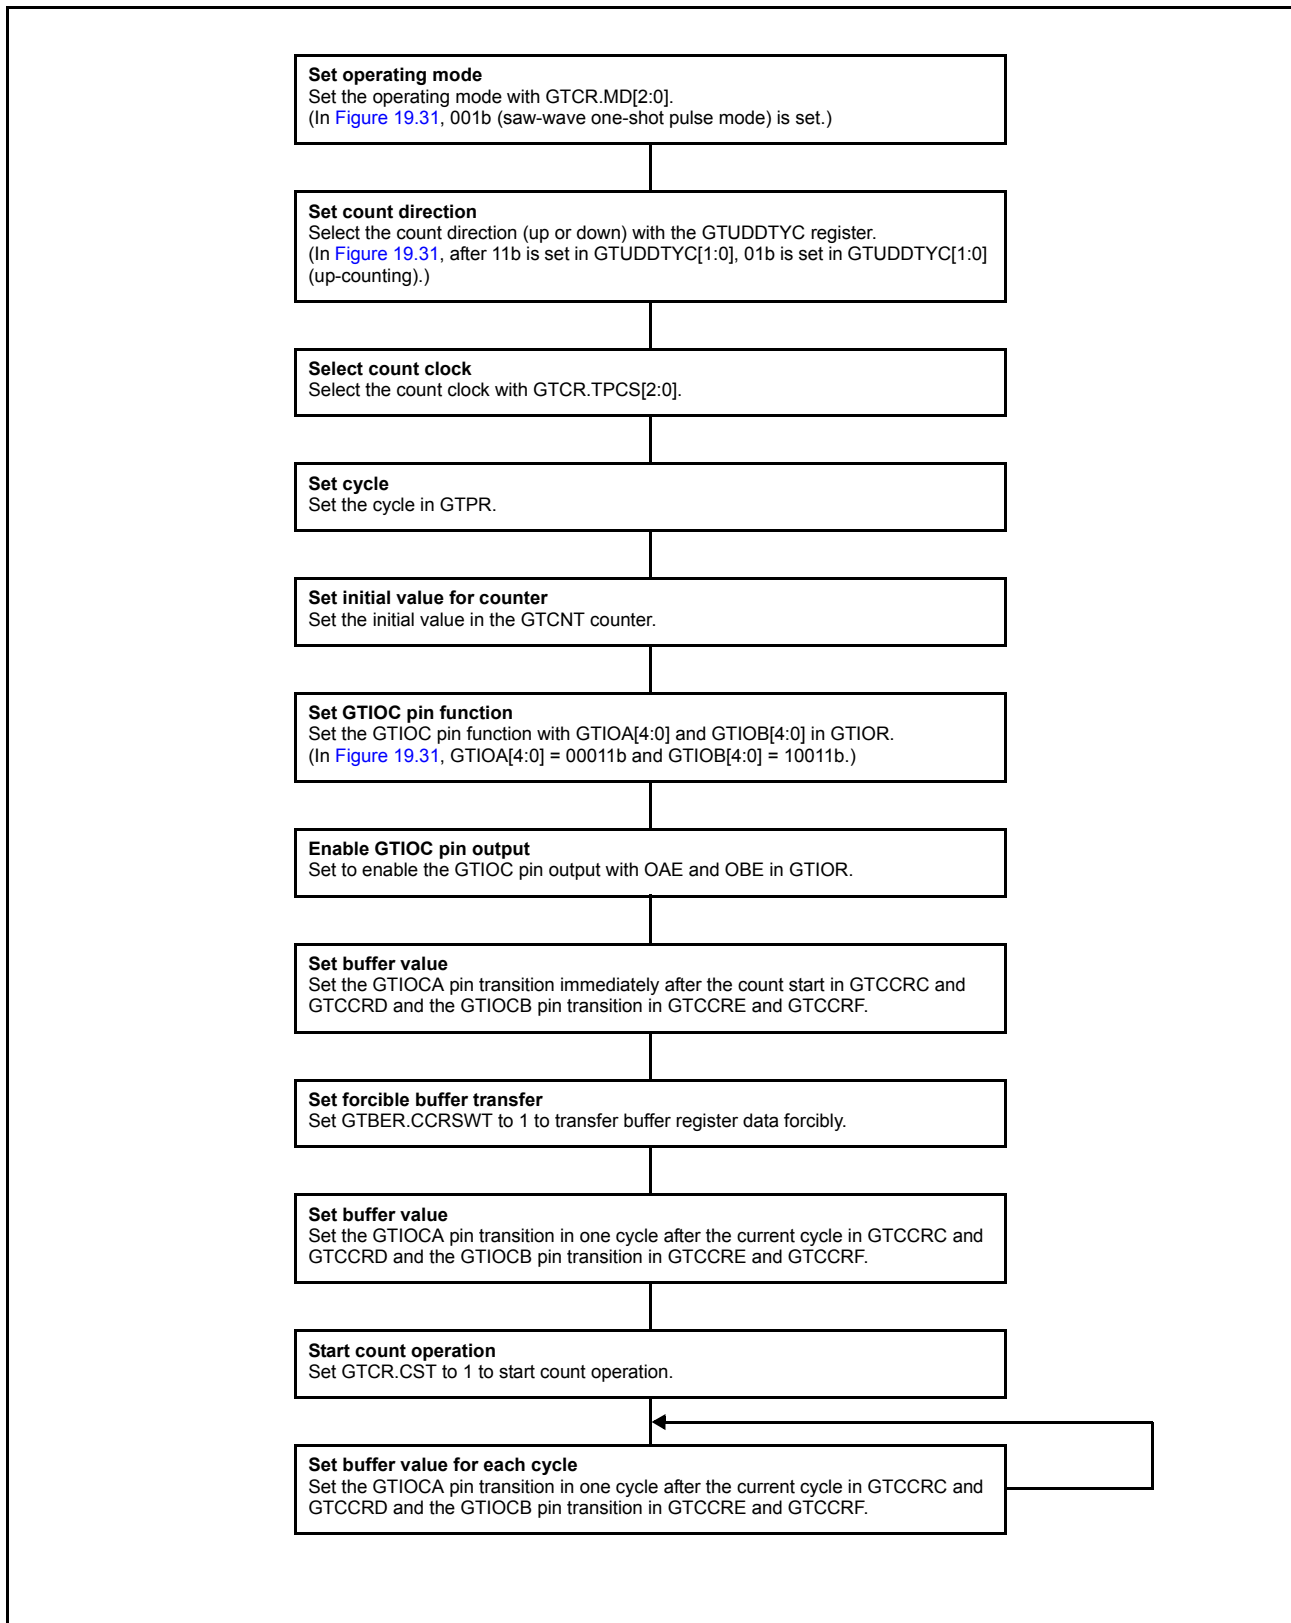 Set operating mode
Set the operating mode with GTCR.MD[2:0].
(In Figure 19.31, 001b (saw-wave one-shot pulse mode) is set.)
Set count direction
Select the count direction (up or down) with the GTUDDTYC register.
(In Figure 19.31, after 11b is set in GTUDDTYC[1:0], 01b is set in GTUDDTYC[1:0]
(up-counting).)
Select count clock
Select the count clock with GTCR.TPCS[2:0].
Set cycle
Set the cycle in GTPR.
Set initial value for counter
Set the initial value in the GTCNT counter.
Set GTIOC pin function
Set the GTIOC pin function with GTIOA[4:0] and GTIOB[4:0] in GTIOR.
(In Figure 19.31, GTIOA[4:0] = 00011b and GTIOB[4:0] = 10011b.)
Enable GTIOC pin output
Set to enable the GTIOC pin output with OAE and OBE in GTIOR.
Set buffer value
Set the GTIOCA pin transition immediately after the count start in GTCCRC and
GTCCRD and the GTIOCB pin transition in GTCCRE and GTCCRF.
Set forcible buffer transfer
Set GTBER.CCRSWT to 1 to transfer buffer register data forcibly.
Set buffer value
Set the GTIOCA pin transition in one cycle after the current cycle in GTCCRC and
GTCCRD and the GTIOCB pin transition in GTCCRE and GTCCRF.
Start count operation
Set GTCR.CST to 1 to start count operation.
Set buffer value for each cycle
Set the GTIOCA pin transition in one cycle after the current cycle in GTCCRC and
GTCCRD and the GTIOCB pin transition in GTCCRE and GTCCRF.